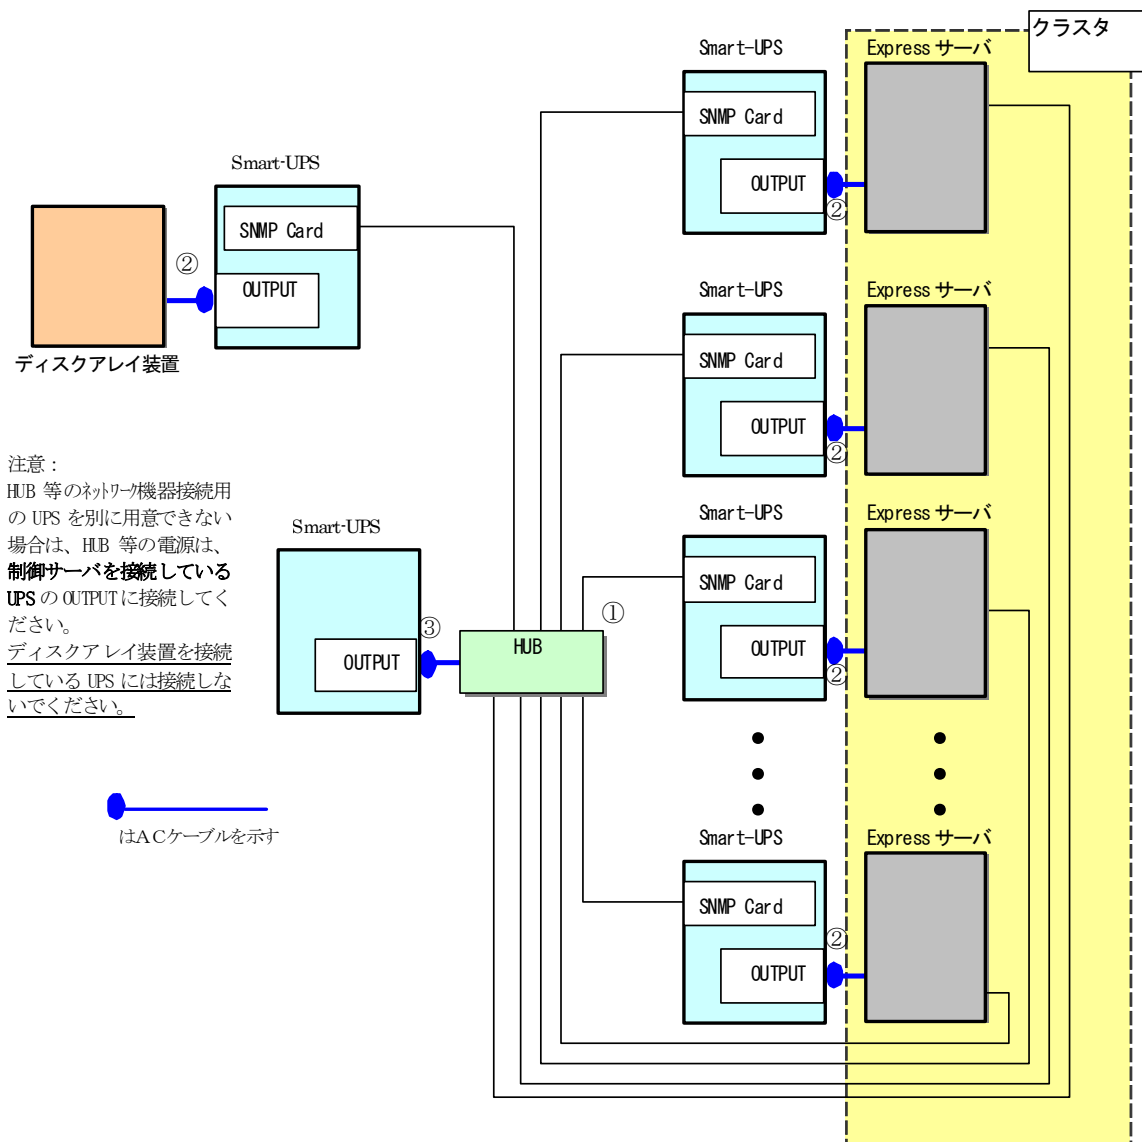 クラスタ
Smart-UPS
Express サーバ
SNMP Card
OUTPUT
②
Smart-UPS
SNMP Card
②
OUTPUT
ディスクアレイ装置
Smart-UPS
Express サーバ
SNMP Card
OUTPUT
②
注意：
HUB 等のﾈｯﾄﾜｰｸ機器接続用
の UPS を別に用意できない
場合は、HUB 等の電源は、
制御サーバを接続している
UPS の OUTPUT に接続してく
ださい。
ディスクアレイ装置を接続
している UPS には接続しな
いでください。
Smart-UPS
OUTPUT
③
HUB
①
Smart-UPS
Express サーバ
SNMP Card
OUTPUT
②
はＡＣケーブルを示す
Smart-UPS
Express サーバ
SNMP Card
②
OUTPUT